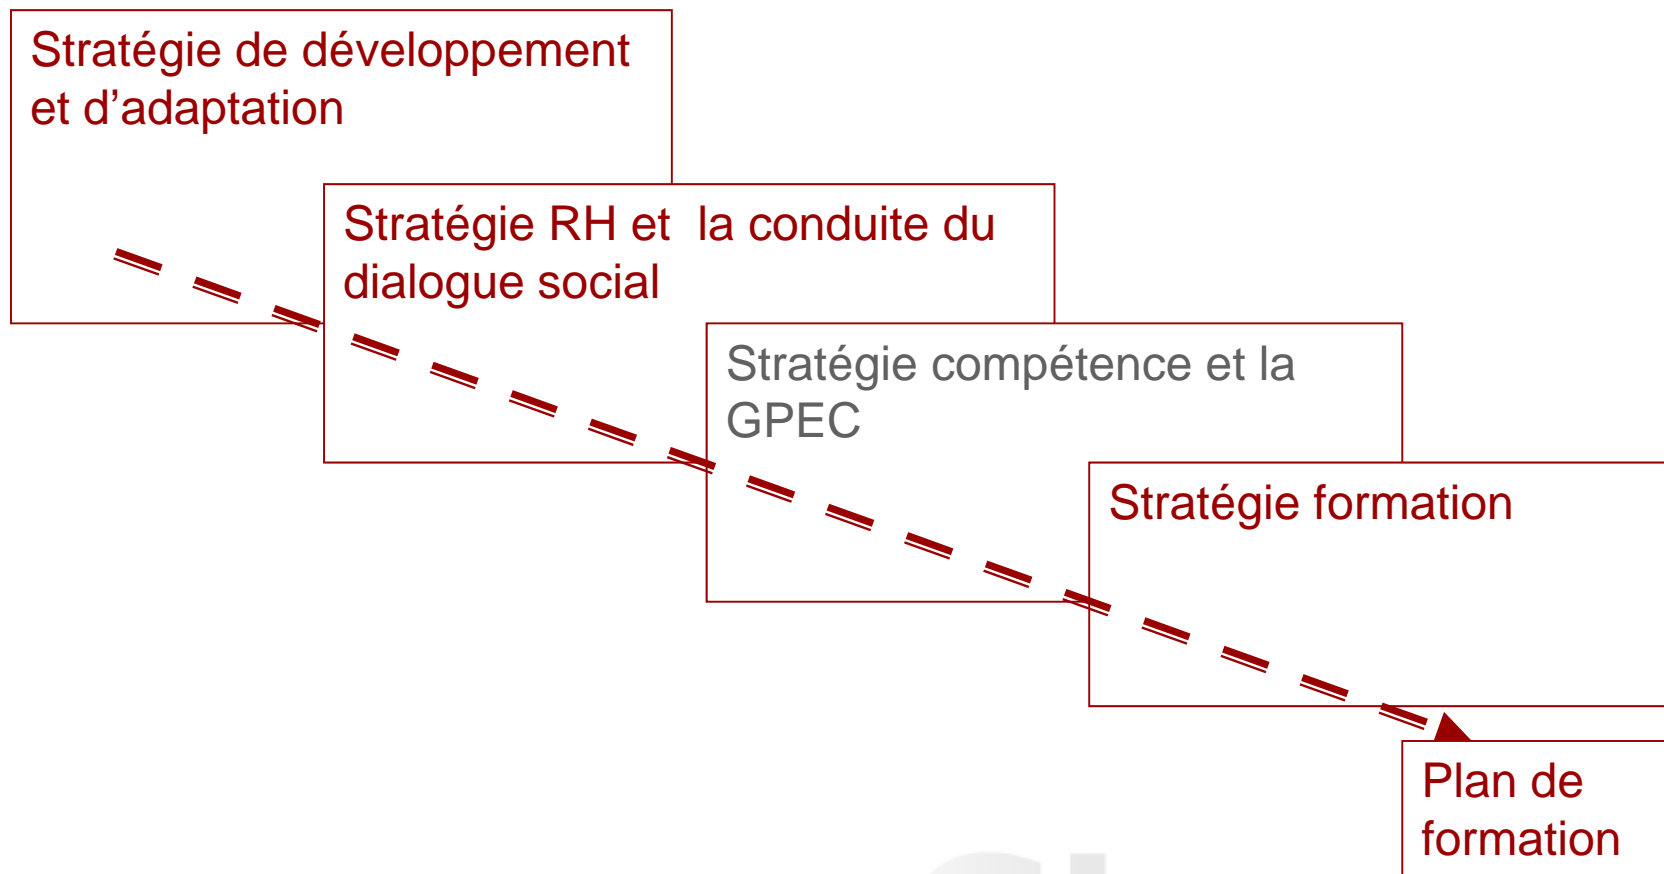 Stratégie de développement
et d’adaptation
Stratégie RH et  la conduite du
dialogue social
Stratégie compétence et la
GPEC
Stratégie formation
Plan de
formation